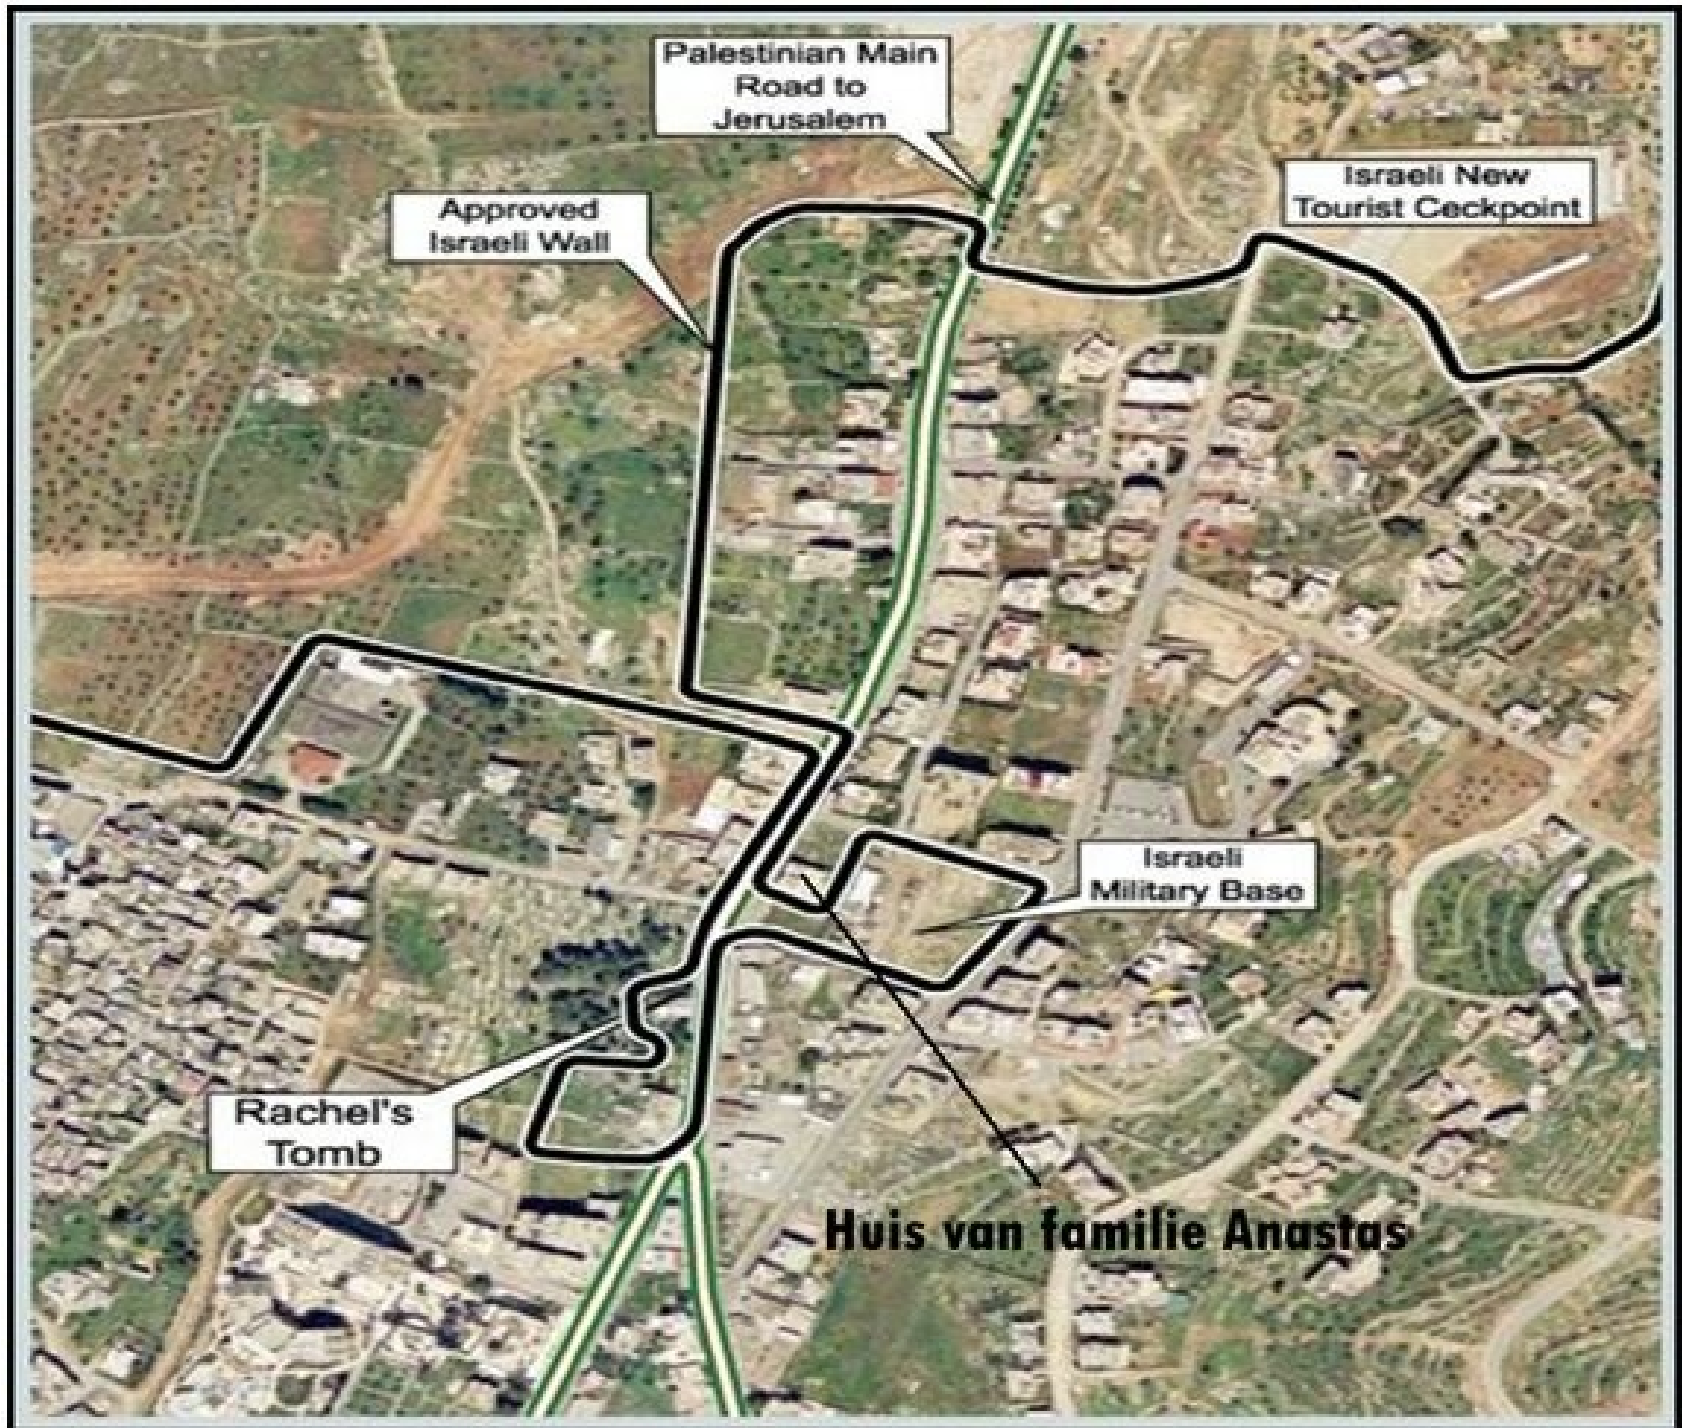 Palestinian Main
Road to
Jerusalem
Israeli New
Tourist Ceckpoint
Approved
Israeli Wall
Israeli
Military Base
Rachel's
Tomb
Huis van familie Anastas